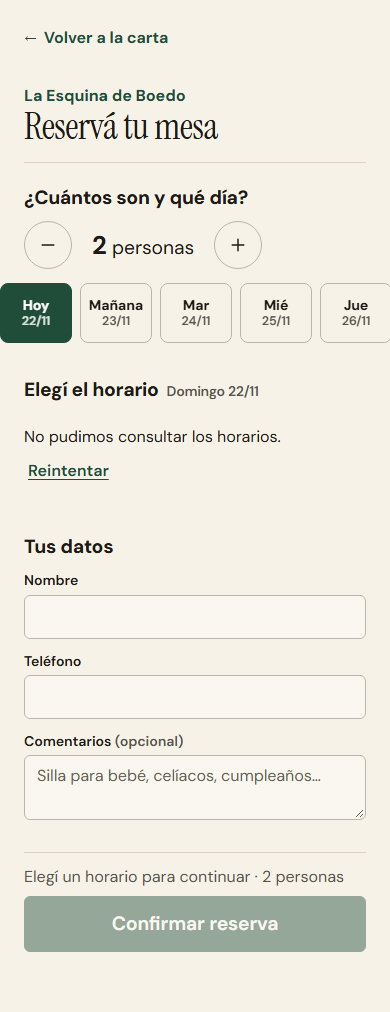 ← Volver a la carta
La Esquina de Boedo
Reservá tu mesa
¿Cuántos son y qué día?
− 2 personas +
Hoy Mañana Mar Mié Jue
22/11 23/11 24/11 25/11 26/11
Elegí el horario Domingo 22/11
No pudimos consultar los horarios.
Reintentar
Tus datos
Nombre
Teléfono
Comentarios (opcional)
Silla para bebé, celíacos, cumpleaños…
Elegí un horario para continuar · 2 personas
Confirmar reserva